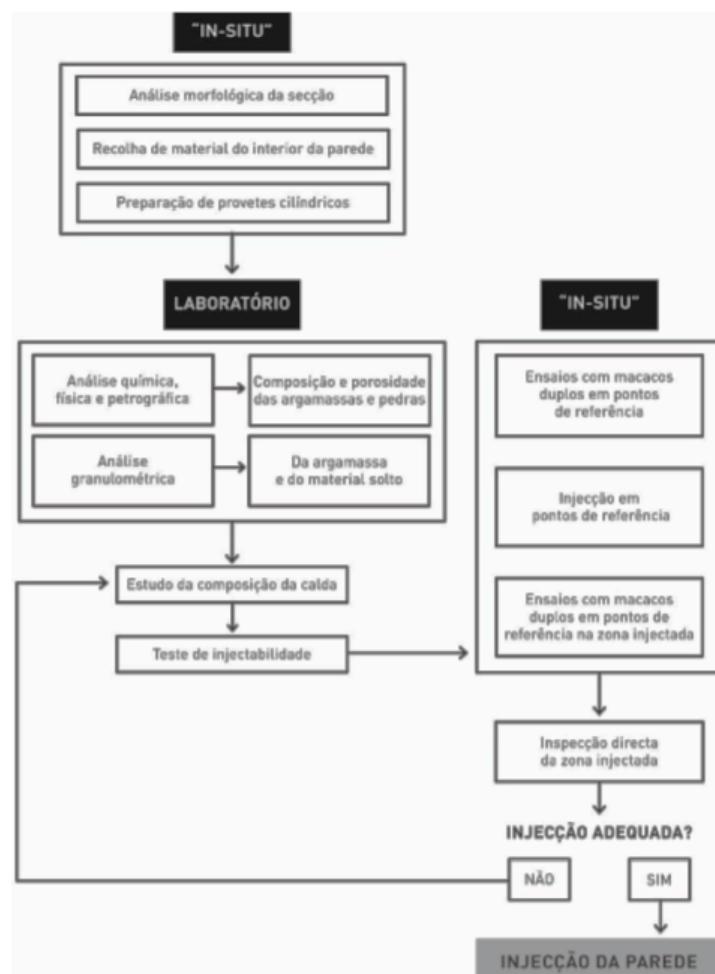 "IN-SITU"
Análise morfológica da secção
Recolha de material do interior da parede
Preparação de provetes cilíndricos
LABORATÓRIO
Análise química,
física e petrográfica
Composição e porosidade
das argamassas e pedras
Análise
granulométrica
Da argamassa
e do material solto
Estudo da composição da calda
Teste de injectabilidade
"IN-SITU"
Ensaios com macacos
duplos em pontos
de referência
Injecção em
pontos de referência
Ensaios com macacos
duplos em pontos de
referência na zona injectada
Inspecção directa
da zona injectada
INJECÇÃO ADEQUADA?
NÃO
SIM
INJECÇÃO DA PAREDE